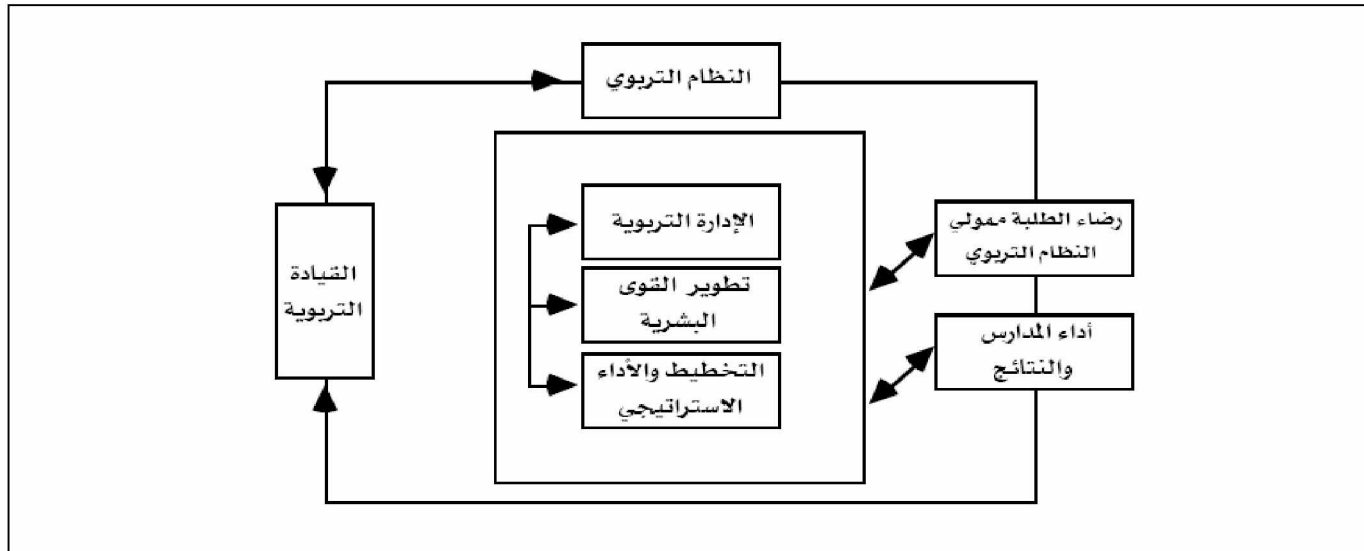 النظام التربوي
الإدارة التربوية
رضاء الطلبة ممولي
النظام التربوي
القيادة
التربوية
تطوير القوى
البشرية
أداء المدارس
والنتائج
التخطيط والأداء
الاستراتيجي